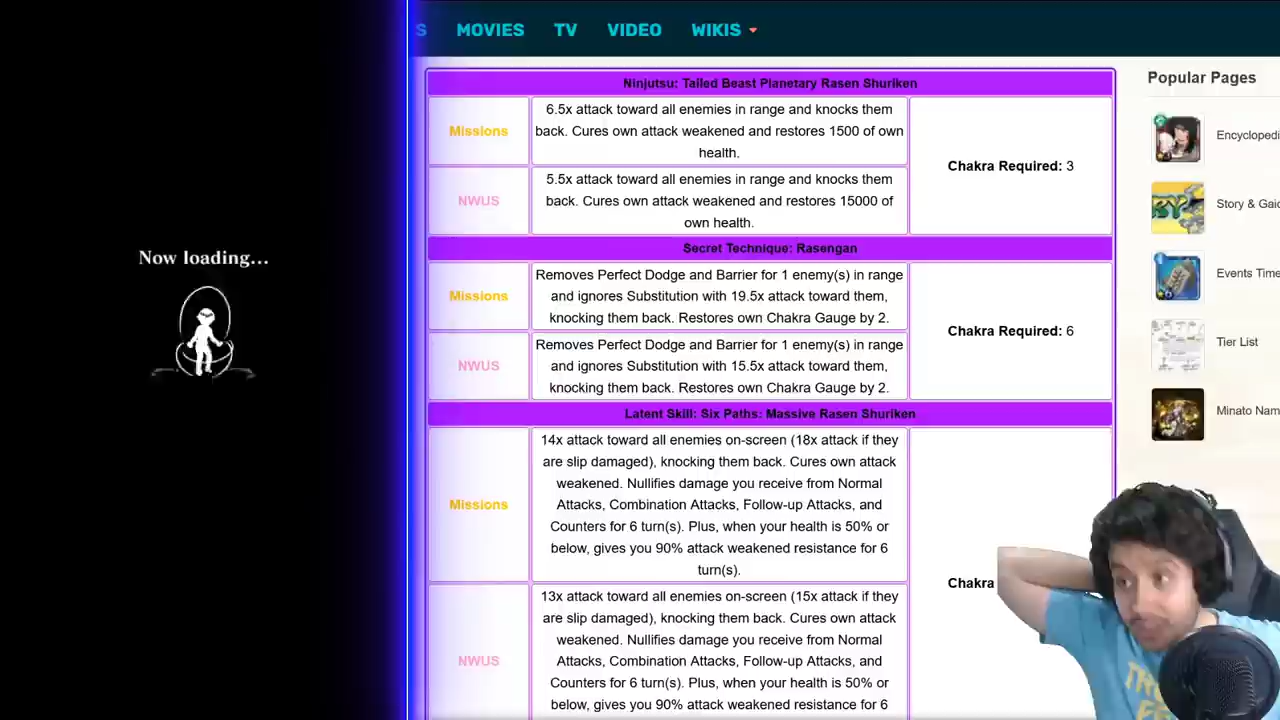 S MOVIES TV VIDEO WIKIS
Now loading...
Ninjutsu: Tailed Beast Planetary Rasen Shuriken
Missions
6.5x attack toward all enemies in range and knocks them
back. Cures own attack weakened and restores 1500 of own
health.
Chakra Required: 3
NWUS
5.5x attack toward all enemies in range and knocks them
back. Cures own attack weakened and restores 15000 of
own health.
Secret Technique: Rasengan
Missions
Removes Perfect Dodge and Barrier for 1 enemy(s) in range
and ignores Substitution with 19.5x attack toward them,
knocking them back. Restores own Chakra Gauge by 2.
Chakra Required: 6
NWUS
Removes Perfect Dodge and Barrier for 1 enemy(s) in range
and ignores Substitution with 15.5x attack toward them,
knocking them back. Restores own Chakra Gauge by 2.
Latent Skill: Six Paths: Massive Rasen Shuriken
Missions
14x attack toward all enemies on-screen (18x attack if they
are slip damaged), knocking them back. Cures own attack
weakened. Nullifies damage you receive from Normal
Attacks, Combination Attacks, Follow-up Attacks, and
Counters for 6 turn(s). Plus, when your health is 50% or
below, gives you 90% attack weakened resistance for 6
turn(s).
Chakra
NWUS
13x attack toward all enemies on-screen (15x attack if they
are slip damaged), knocking them back. Cures own attack
weakened. Nullifies damage you receive from Normal
Attacks, Combination Attacks, Follow-up Attacks, and
Counters for 6 turn(s). Plus, when your health is 50% or
below, gives you 90% attack weakened resistance for 6
Popular Pages
Encyclopedi
Story & Gaid
Events Time
Tier List
Minato Nam